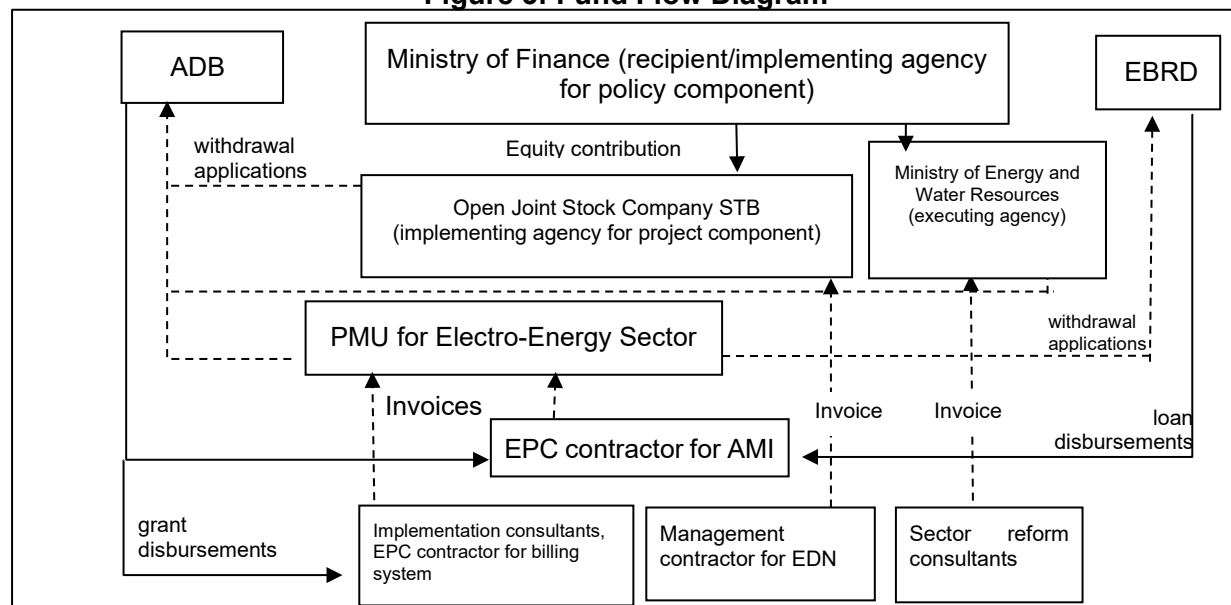 Figure 3: Fund Flow Diagram
ADB
Ministry of Finance (recipient/implementing agency
for policy component)
EBRD
withdrawal
applications
Equity contribution
Ministry of Energy and
Water Resources
(executing agency)
Open Joint Stock Company STB
(implementing agency for project component)
PMU for Electro-Energy Sector
withdrawal
applications
Invoices
Invoice
Invoice
loan
disbursements
EPC contractor for AMI
grant
disbursements
Implementation consultants,
EPC contractor for billing
system
Management
contractor for EDN
Sector reform
consultants